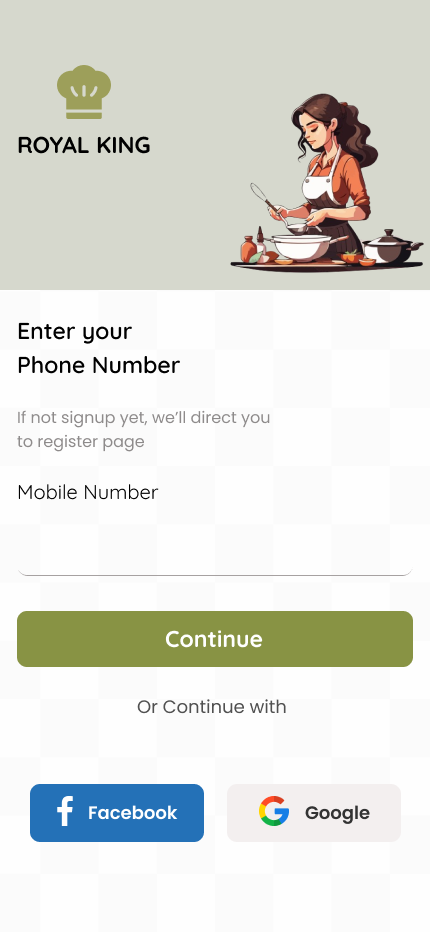 ROYAL KING
Enter your
Phone Number
If not signup yet, we’ll direct you
to register page
Mobile Number
Continue
Or Continue with
Facebook
Google